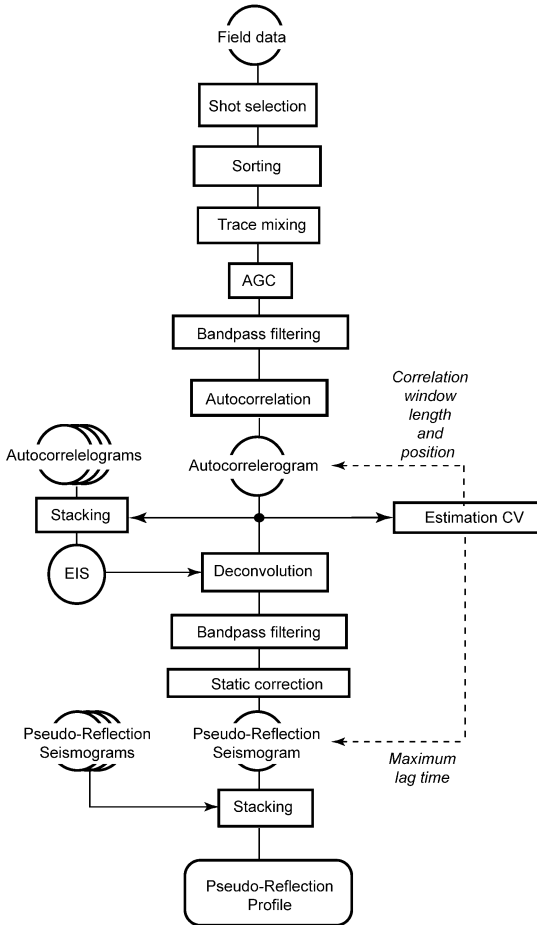 Field data
Shot selection
Sorting
Trace mixing
AGC
Bandpass filtering
Autocorrelation
Correlation
window
length
and
position
Autocorrelelograms
Autocorrelerogram
Stacking
Estimation CV
EIS
Deconvolution
Bandpass filtering
Static correction
Pseudo-Reflection
Seismograms
Pseudo-Reflection
Seismogram
Maximum
lag time
Stacking
Pseudo-Reflection
Profile